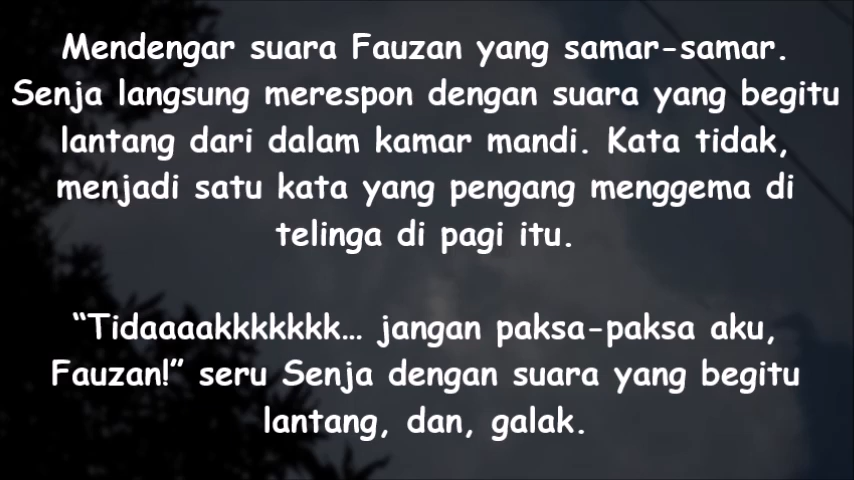 Mendengar suara Fauzan yang samar-samar.
Senja langsung merespon dengan suara yang begitu
lantang dari dalam kamar mandi. Kata tidak,
menjadi satu kata yang pengang menggema di
telinga di pagi itu.
“Tidaaaakkkkkkk… jangan paksa-paksa aku,
Fauzan!” seru Senja dengan suara yang begitu
lantang, dan, galak.